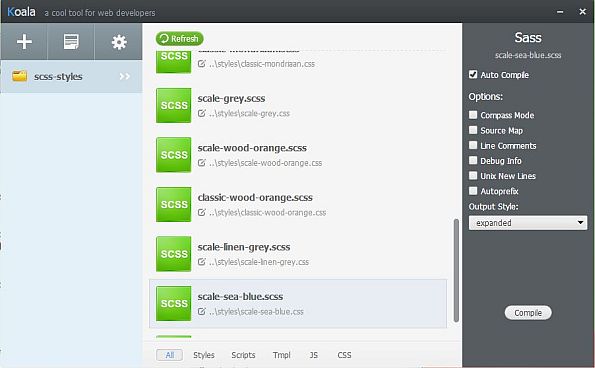 Koala a cool tool for web developers
scss-styles
Refresh
classic-mondriaan.scss
..\styles\classic-mondriaan.css
SCSS
scale-grey.scss
..\styles\scale-grey.css
SCSS
scale-wood-orange.scss
..\styles\scale-wood-orange.css
SCSS
classic-wood-orange.scss
..\styles\classic-wood-orange.css
SCSS
scale-linen-grey.scss
..\styles\scale-linen-grey.css
SCSS
scale-sea-blue.scss
..\styles\scale-sea-blue.css
All Styles Scripts Tmpl JS CSS
Sass
scale-sea-blue.scss
Auto Compile
Options:
Compass Mode
Source Map
Line Comments
Debug Info
Unix New Lines
Autoprefix
Output Style:
expanded
Compile